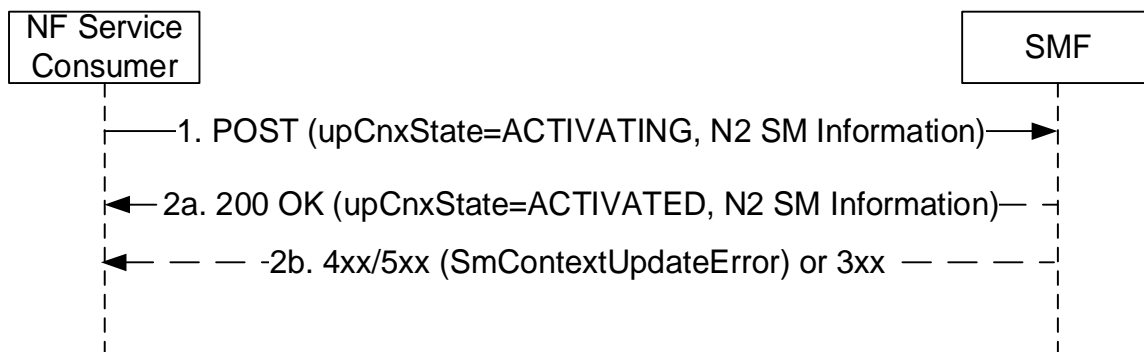 NF Service
Consumer
SMF
1. POST (upCnxState=ACTIVATING, N2 SM Information)
2a. 200 OK (upCnxState=ACTIVATED, N2 SM Information)
2b. 4xx/5xx (SmContextUpdateError) or 3xx